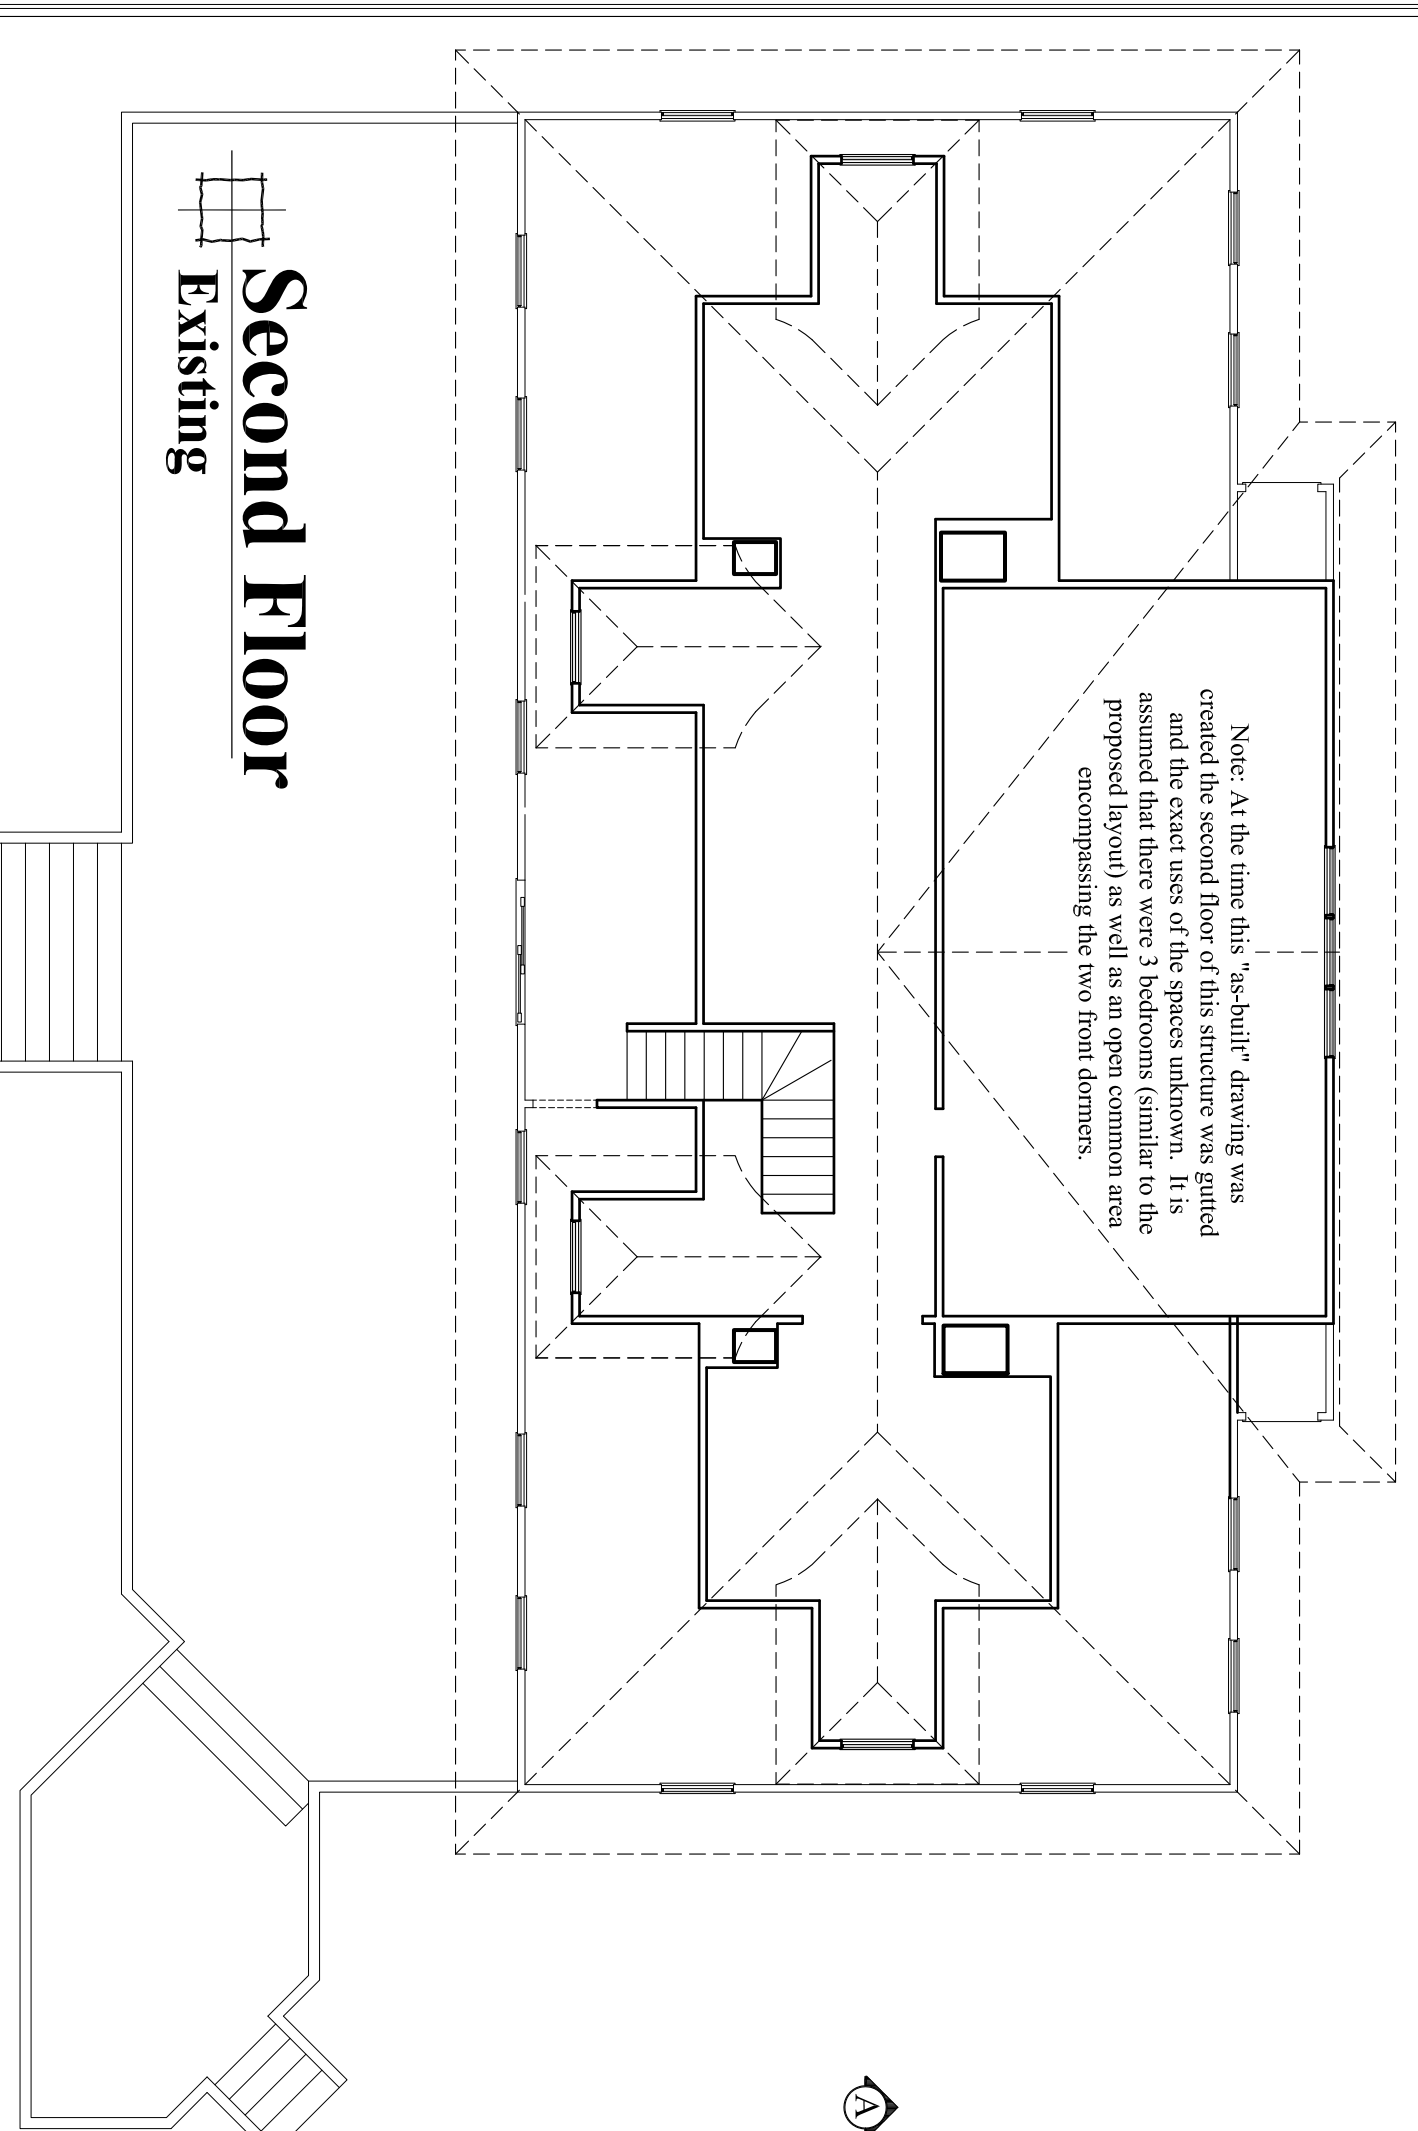 Note: At the time this "as-built" drawing was
created the second floor of this structure was gutted
and the exact uses of the spaces unknown. It is
assumed that there were 3 bedrooms (similar to the
proposed layout) as well as an open common area
encompassing the two front dormers.
A
Second Floor
Existing